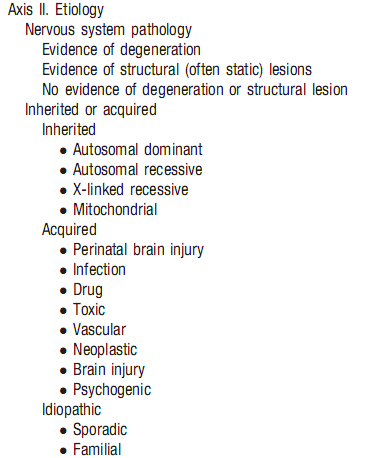 Axis II. Etiology
Nervous system pathology
Evidence of degeneration
Evidence of structural (often static) lesions
No evidence of degeneration or structural lesion
Inherited or acquired
Inherited
• Autosomal dominant
• Autosomal recessive
• X-linked recessive
• Mitochondrial
Acquired
• Perinatal brain injury
• Infection
• Drug
• Toxic
• Vascular
• Neoplastic
• Brain injury
• Psychogenic
Idiopathic
• Sporadic
• Familial